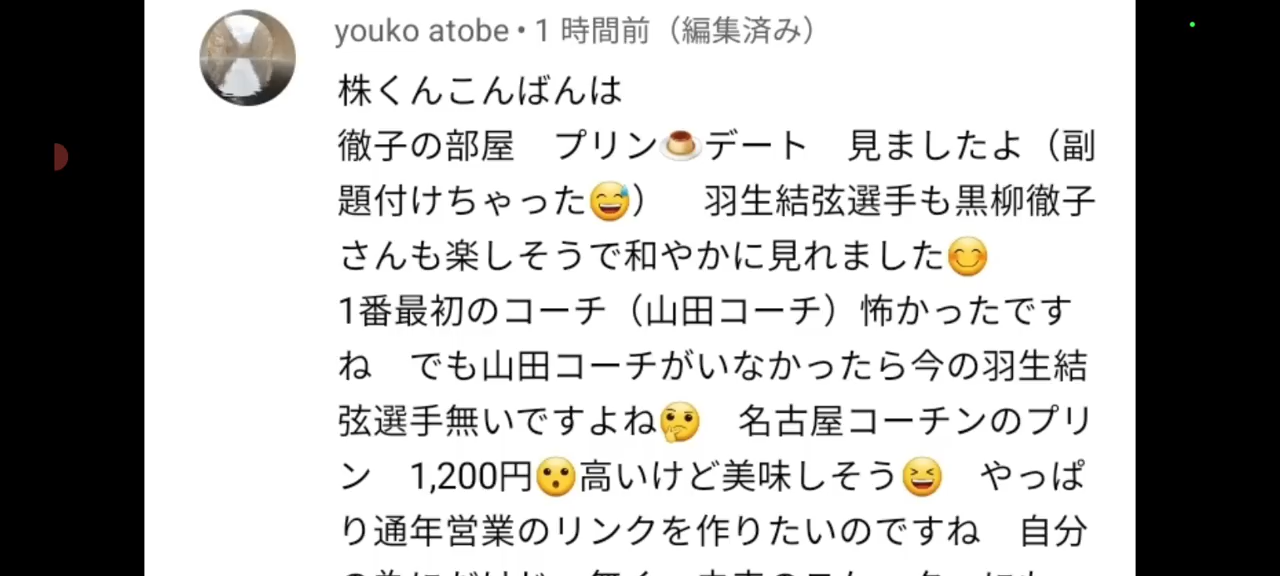 youko atobe • 1 時間前（編集済み）
株くんこんばんは
徹子の部屋　プリン🍮デート　見ましたよ（副
題付けちゃった😅）　羽生結弦選手も黒柳徹子
さんも楽しそうで和やかに見れました😊
1番最初のコーチ（山田コーチ）怖かったです
ね　でも山田コーチがいなかったら今の羽生結
弦選手無いですよね🤔　名古屋コーチンのプリ
ン　1,200円😮高いけど美味しそう😆　やっぱ
り通年営業のリンクを作りたいのですね　自分